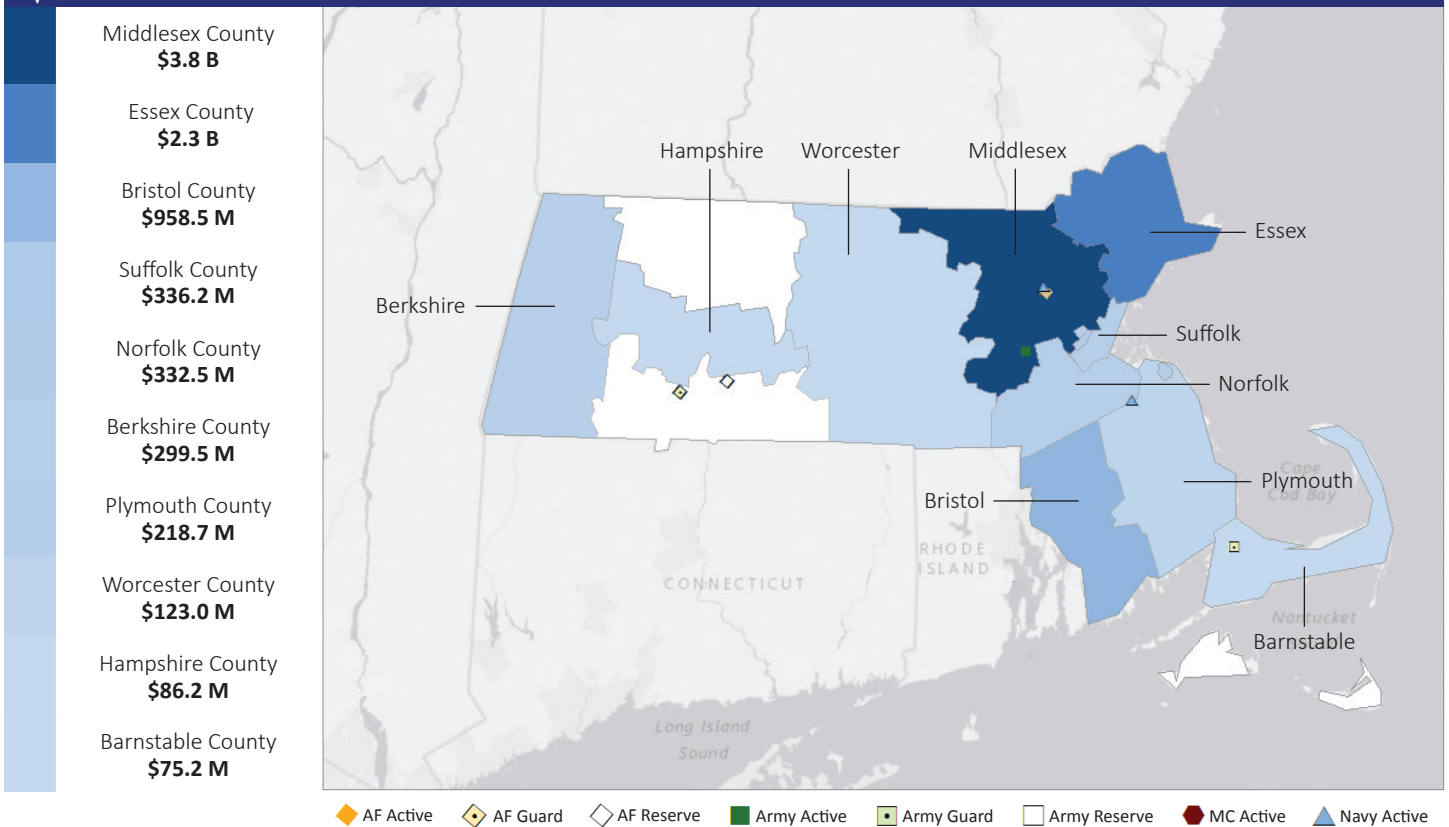 Middlesex County
$3.8 B
Essex County
$2.3 B
Bristol County
$958.5 M
Suffolk County
$336.2 M
Norfolk County
$332.5 M
Berkshire County
$299.5 M
Plymouth County
$218.7 M
Worcester County
$123.0 M
Hampshire County
$86.2 M
Barnstable County
$75.2 M
Hampshire Worcester Middlesex
Essex
Berkshire
Suffolk
Norfolk
Cape
Cod Bay
Plymouth
Bristol
RHODE
ISLAND
CONNECTICUT
Nantucket
Barnstable
Long Island
Sound
AF Active AF Guard AF Reserve Army Active Army Guard Army Reserve MC Active Navy Active